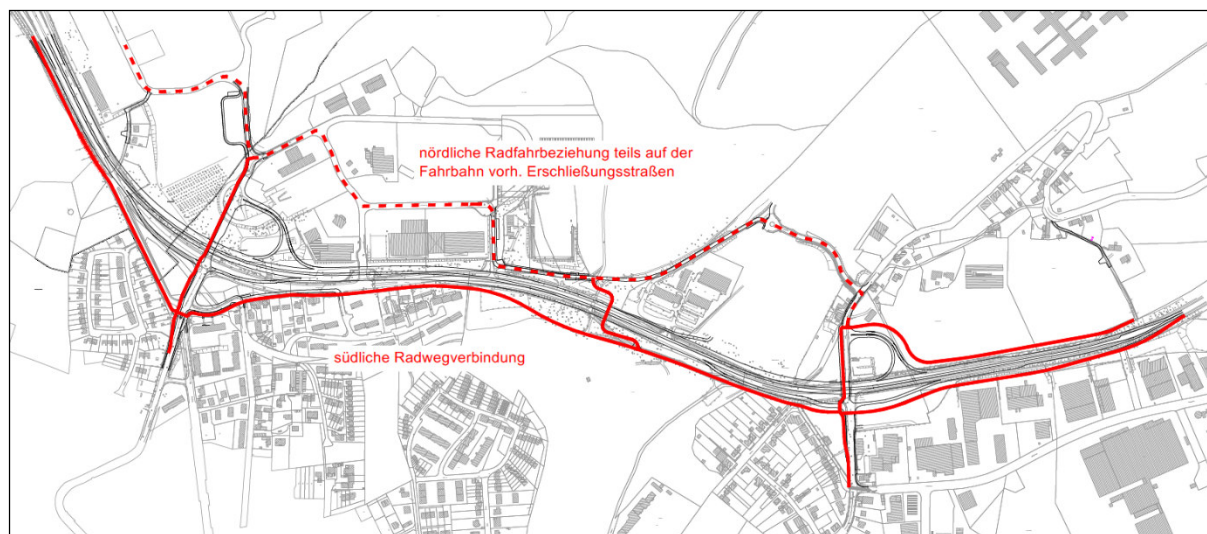 nördliche Radfahrbeziehung teils auf der
Fahrbahn vorh. Erschließungsstraßen
südliche Radwegverbindung